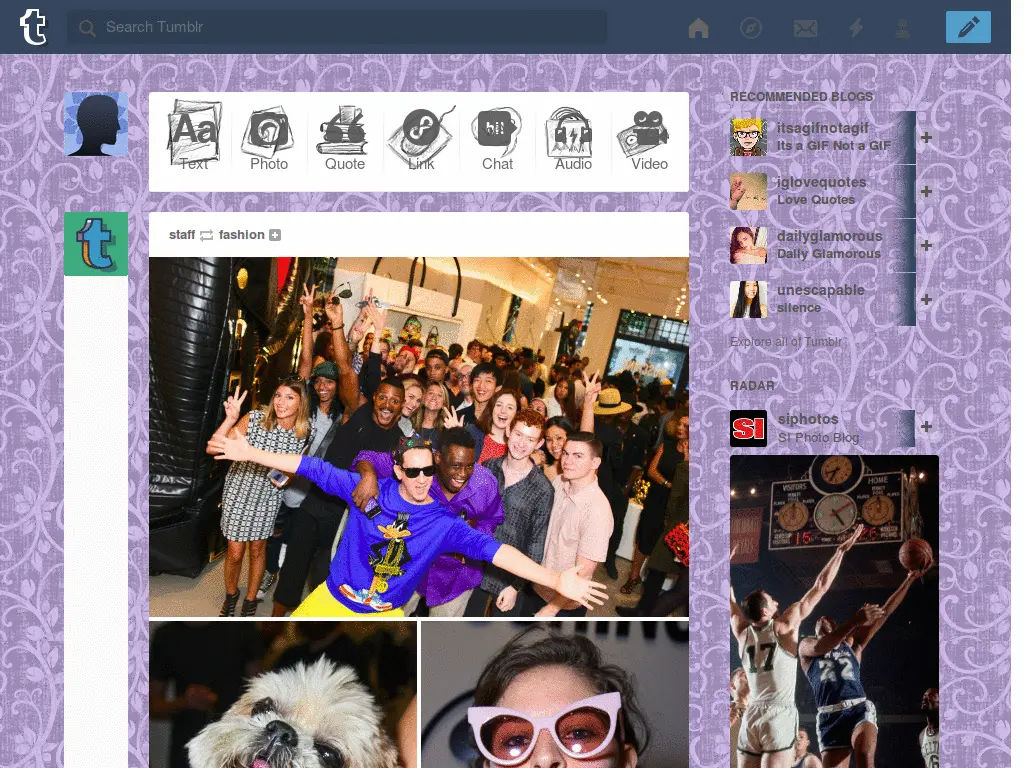 t
Search Tumblr
Aa
hi!
Text
Photo
Quote
Link
Chat
Audio
Video
t
staff fashion
RECOMMENDED BLOGS
itsagifnotagif
Its a GIF Not a GIF
iglovequotes
Love Quotes
dailyglamorous
Daily Glamorous
unescapable
silence
Explore all of Tumblr
RADAR
SI
siphotos
SI Photo Blog
VISITORS
HOME
15
17
22